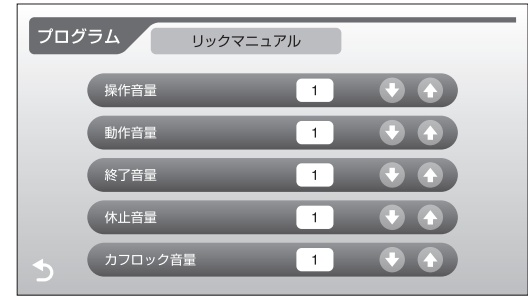 プログラム
リックマニュアル
操作音量 1
動作音量 1
終了音量 1
休止音量 1
カフロック音量 1